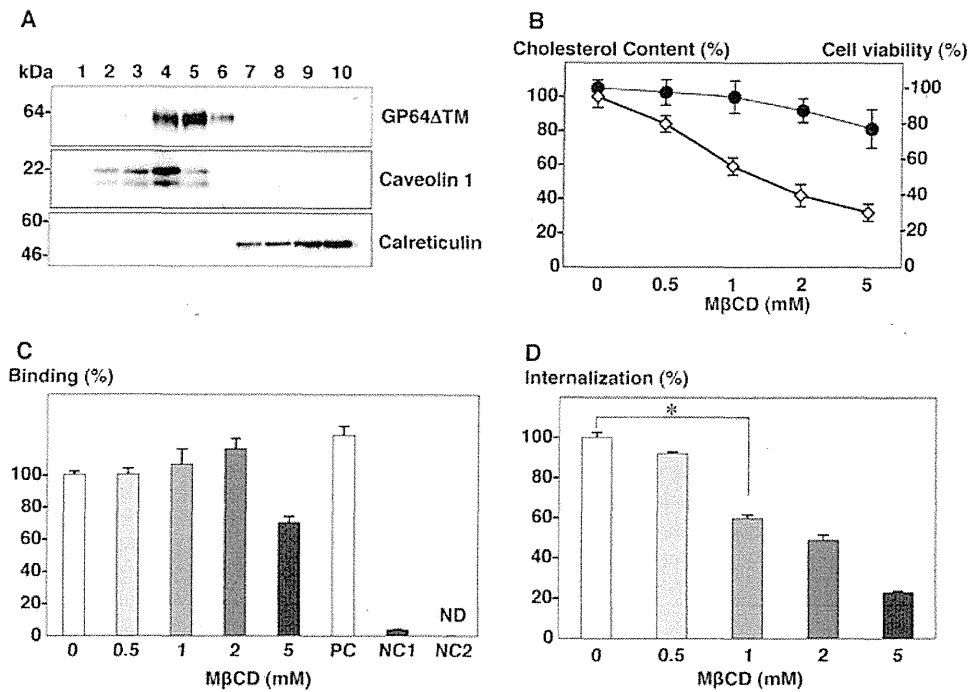 A
kDa 1 2 3 4 5 6 7 8 9 10
64
GP64ΔTM
22
Caveolin 1
60
46
Calreticulin
B
Cholesterol Content (%)
Cell viability (%)
100
80
60
40
20
0
100
80
60
40
20
0
0 0.5 1 2 5
MβCD (mM)
C
Binding (%)
100
80
60
40
20
0
ND
0 0.5 1 2 5 PC NC1 NC2
MβCD (mM)
D
Internalization (%)
*
100
80
60
40
20
0
0 0.5 1 2 5
MβCD (mM)